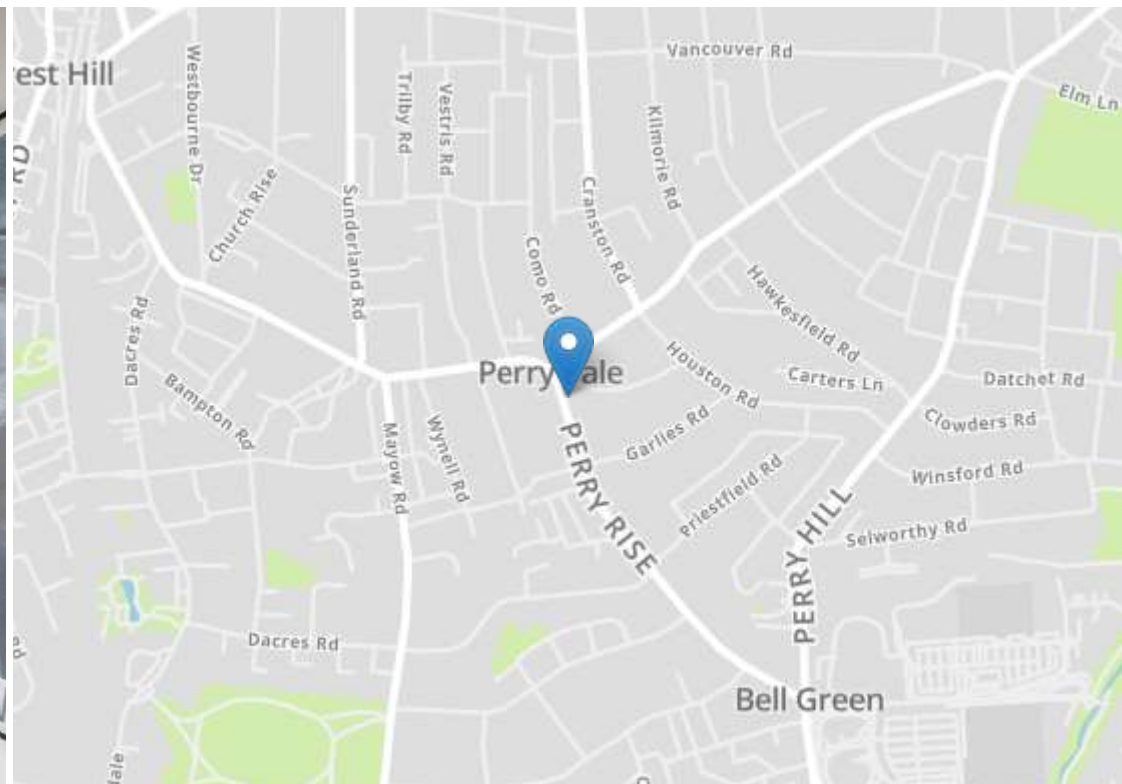 Vancouver Rd
est Hill
Elm Ln
Westbourne Dr
Trilby Rd
Vestris Rd
Kilmorie Rd
RD
Church Rise
Sunderland Rd
Cranston Rd
Como Rd
Hawkesfield Rd
Dacres Rd
Houston Rd
Perry ale
Carters Ln
Datchet Rd
Bampton Rd
Mayow Rd
Wynell Rd
Garlies Rd
Clowders Rd
PERRY RISE
Priestfield Rd
Winsford Rd
PERRY HILL
Selworthy Rd
Dacres Rd
Bell Green
dale